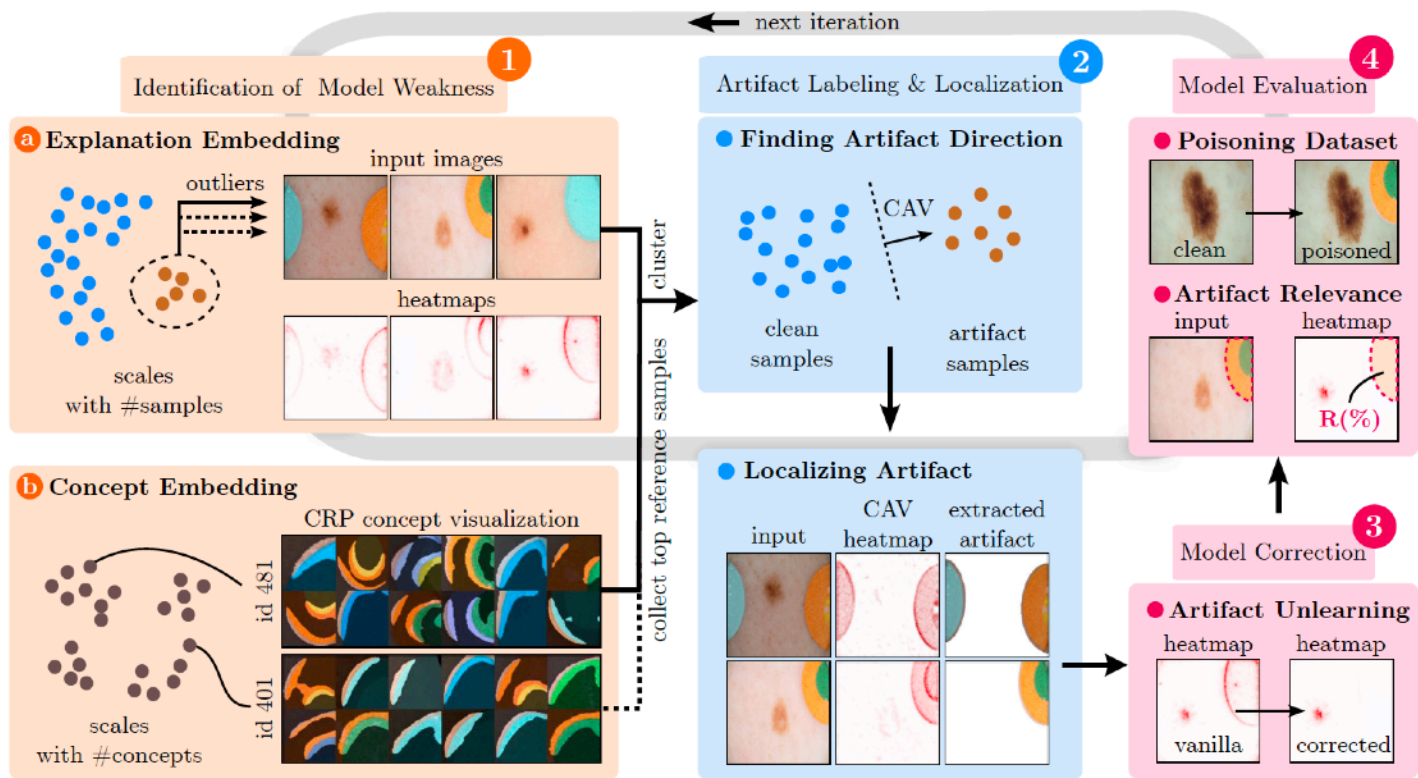 next iteration
1
Identification of Model Weakness
a Explanation Embedding
input images
outliers
heatmaps
scales
with #samples
b Concept Embedding
CRP concept visualization
id 481
id 401
scales
with #concepts
cluster
collect top reference samples
2
Artifact Labeling & Localization
Finding Artifact Direction
CAV
clean
samples
artifact
samples
Localizing Artifact
input
CAV
heatmap
extracted
artifact
3
Model Correction
Artifact Unlearning
heatmap
heatmap
vanilla
corrected
4
Model Evaluation
Poisoning Dataset
clean
poisoned
Artifact Relevance
input
heatmap
R(%)